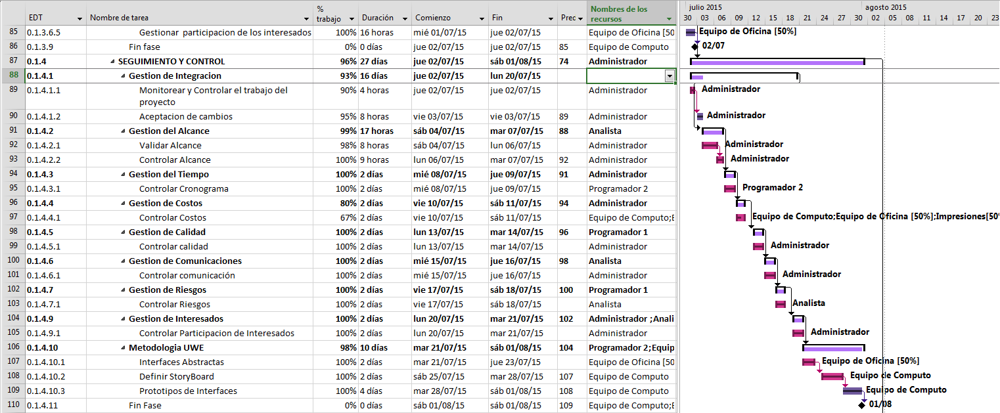 EDT Nombre de tarea % trabajo Duración Comienzo Fin Prec Nombres de los recursos
julio 2015 agosto 2015
30 03 06 09 12 15 18 21 24 27 30 02 05 08 11 14 17 20 23
85 0.1.3.6.5 Gestionar participacion de los interesados 100% 16 horas mié 01/07/15 jue 02/07/15 Equipo de Oficina [50 Equipo de Oficina [50%]
86 0.1.3.9 Fin fase 0% 0 días jue 02/07/15 jue 02/07/15 85 Equipo de Computo 02/07
87 0.1.4 SEGUIMIENTO Y CONTROL 96% 27 días jue 02/07/15 sáb 01/08/15 74 Administrador
88 0.1.4.1 Gestion de Integracion 93% 16 días jue 02/07/15 lun 20/07/15
89 0.1.4.1.1 Monitorear y Controlar el trabajo del 90% 4 horas jue 02/07/15 jue 02/07/15 Administrador Administrador
proyecto
90 0.1.4.1.2 Aceptacion de cambios 95% 8 horas vie 03/07/15 vie 03/07/15 89 Administrador Administrador
91 0.1.4.2 Gestion del Alcance 99% 17 horas sáb 04/07/15 mar 07/07/15 88 Analista
92 0.1.4.2.1 Validar Alcance 98% 8 horas sáb 04/07/15 lun 06/07/15 Administrador Administrador
93 0.1.4.2.2 Controlar Alcance 100% 9 horas lun 06/07/15 mar 07/07/15 92 Administrador Administrador
94 0.1.4.3 Gestion del Tiempo 100% 2 días mié 08/07/15 jue 09/07/15 91 Administrador
95 0.1.4.3.1 Controlar Cronograma 100% 2 días mié 08/07/15 jue 09/07/15 Programador 2 Programador 2
96 0.1.4.4 Gestion de Costos 80% 2 días vie 10/07/15 sáb 11/07/15 94 Administrador
97 0.1.4.4.1 Controlar Costos 67% 2 días vie 10/07/15 sáb 11/07/15 Equipo de Computo;E Equipo de Computo;Equipo de Oficina [50%];Impresiones[50%
98 0.1.4.5 Gestion de Calidad 100% 2 días lun 13/07/15 mar 14/07/15 96 Programador 1
99 0.1.4.5.1 Controlar calidad 100% 2 días lun 13/07/15 mar 14/07/15 Administrador Administrador
100 0.1.4.6 Gestion de Comunicaciones 100% 2 días mié 15/07/15 jue 16/07/15 98 Analista
101 0.1.4.6.1 Controlar comunicación 100% 2 días mié 15/07/15 jue 16/07/15 Administrador Administrador
102 0.1.4.7 Gestion de Riesgos 100% 2 días vie 17/07/15 sáb 18/07/15 100 Programador 1
103 0.1.4.7.1 Controlar Riesgos 100% 2 días vie 17/07/15 sáb 18/07/15 Analista Analista
104 0.1.4.9 Gestion de Interesados 100% 2 días lun 20/07/15 mar 21/07/15 102 Administrador ;Anali
105 0.1.4.9.1 Controlar Participacion de Interesados 100% 2 días lun 20/07/15 mar 21/07/15 Administrador Administrador
106 0.1.4.10 Metodologia UWE 98% 10 días mar 21/07/15 sáb 01/08/15 104 Programador 2;Equip
107 0.1.4.10.1 Interfaces Abstractas 100% 2 días mar 21/07/15 jue 23/07/15 Equipo de Oficina [50 Equipo de Oficina [50%]
108 0.1.4.10.2 Definir StoryBoard 100% 2 días sáb 25/07/15 mar 28/07/15 107 Equipo de Computo Equipo de Computo
109 0.1.4.10.3 Prototipos de Interfaces 100% 4 días mar 28/07/15 sáb 01/08/15 108 Equipo de Computo Equipo de Computo
110 0.1.4.11 Fin Fase 0% 0 días sáb 01/08/15 sáb 01/08/15 109 Equipo de Computo;E 01/08